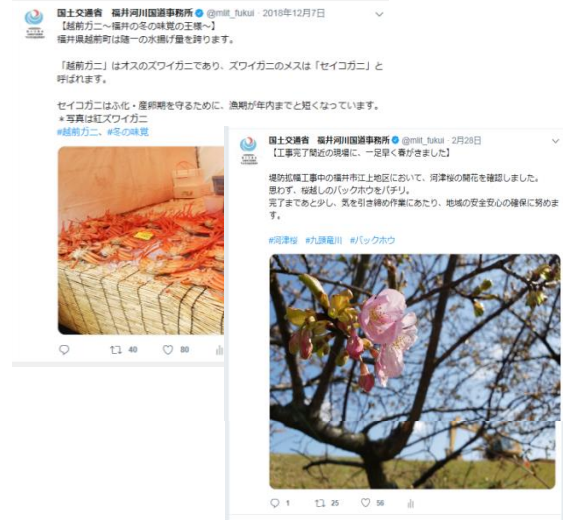 国土交通省 福井河川国道事務所 @mlit_fukui · 2018年12月7日
【越前ガニ～福井の冬の味覚の王様～】
福井県越前町は随一の水揚げ量を誇ります。
「越前ガニ」はオスのズワイガニであり、ズワイガニのメスは「セイコガニ」と
呼ばれます。
セイコガニはふ化・産卵期を守るために、漁期が年内までと短くなっています。
＊写真は紅ズワイガニ
#越前ガニ、#冬の味覚
40 80
国土交通省 福井河川国道事務所 @mlit_fukui · 2月28日
【工事完了間近の現場に、一足早く春がきました】
堤防拡幅工事中の福井市江上地区において、河津桜の開花を確認しました。
思わず、桜越しのバックホウをパチリ。
完了まであと少し、気を引き締め作業にあたり、地域の安全安心の確保に努めま
す。
#河津桜 #九頭竜川 #バックホウ
1 25 56